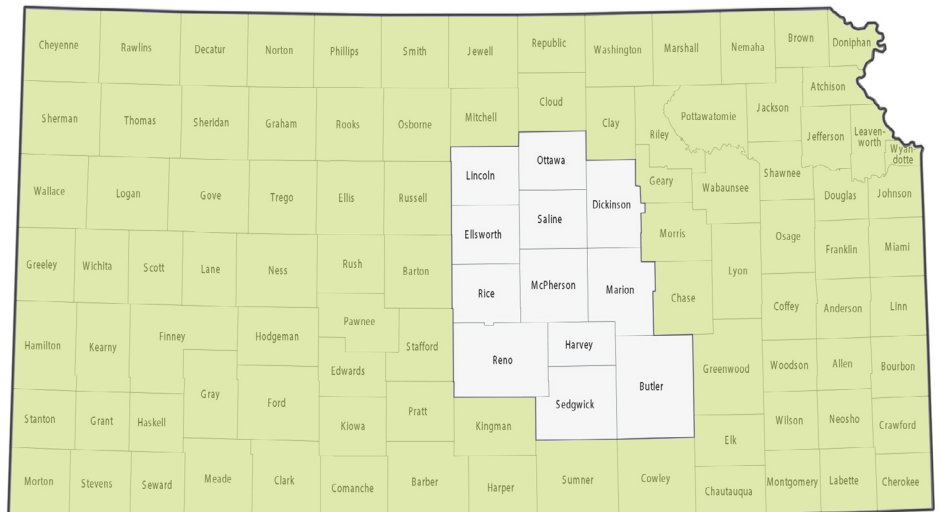 Cheyenne
Rawlins
Decatur
Norton
Phillips
Smith
Jewell
Republic
Washington
Marshall
Nemaha
Brown
Doniphan
Sherman
Thomas
Sheridan
Graham
Rooks
Osborne
Mitchell
Cloud
Clay
Riley
Pottawatomie
Jackson
Atchison
Jefferson
Leaven-
worth
Wyan-
dotte
Wallace
Logan
Gove
Trego
Ellis
Russell
Lincoln
Ottawa
Saline
Dickinson
Geary
Wabaunsee
Shawnee
Douglas
Johnson
Greeley
Wichita
Scott
Lane
Ness
Rush
Barton
Ellsworth
Rice
McPherson
Marion
Morris
Chase
Lyon
Osage
Franklin
Miami
Coffey
Anderson
Linn
Hamilton
Kearny
Finney
Hodgeman
Pawnee
Stafford
Edwards
Gray
Ford
Reno
Harvey
Sedgwick
Butler
Greenwood
Woodson
Allen
Bourbon
Stanton
Grant
Haskell
Kiowa
Pratt
Kingman
Elk
Wilson
Neosho
Crawford
Morton
Stevens
Seward
Meade
Clark
Comanche
Barber
Harper
Sumner
Cowley
Chautauqua
Montgomery
Labette
Cherokee